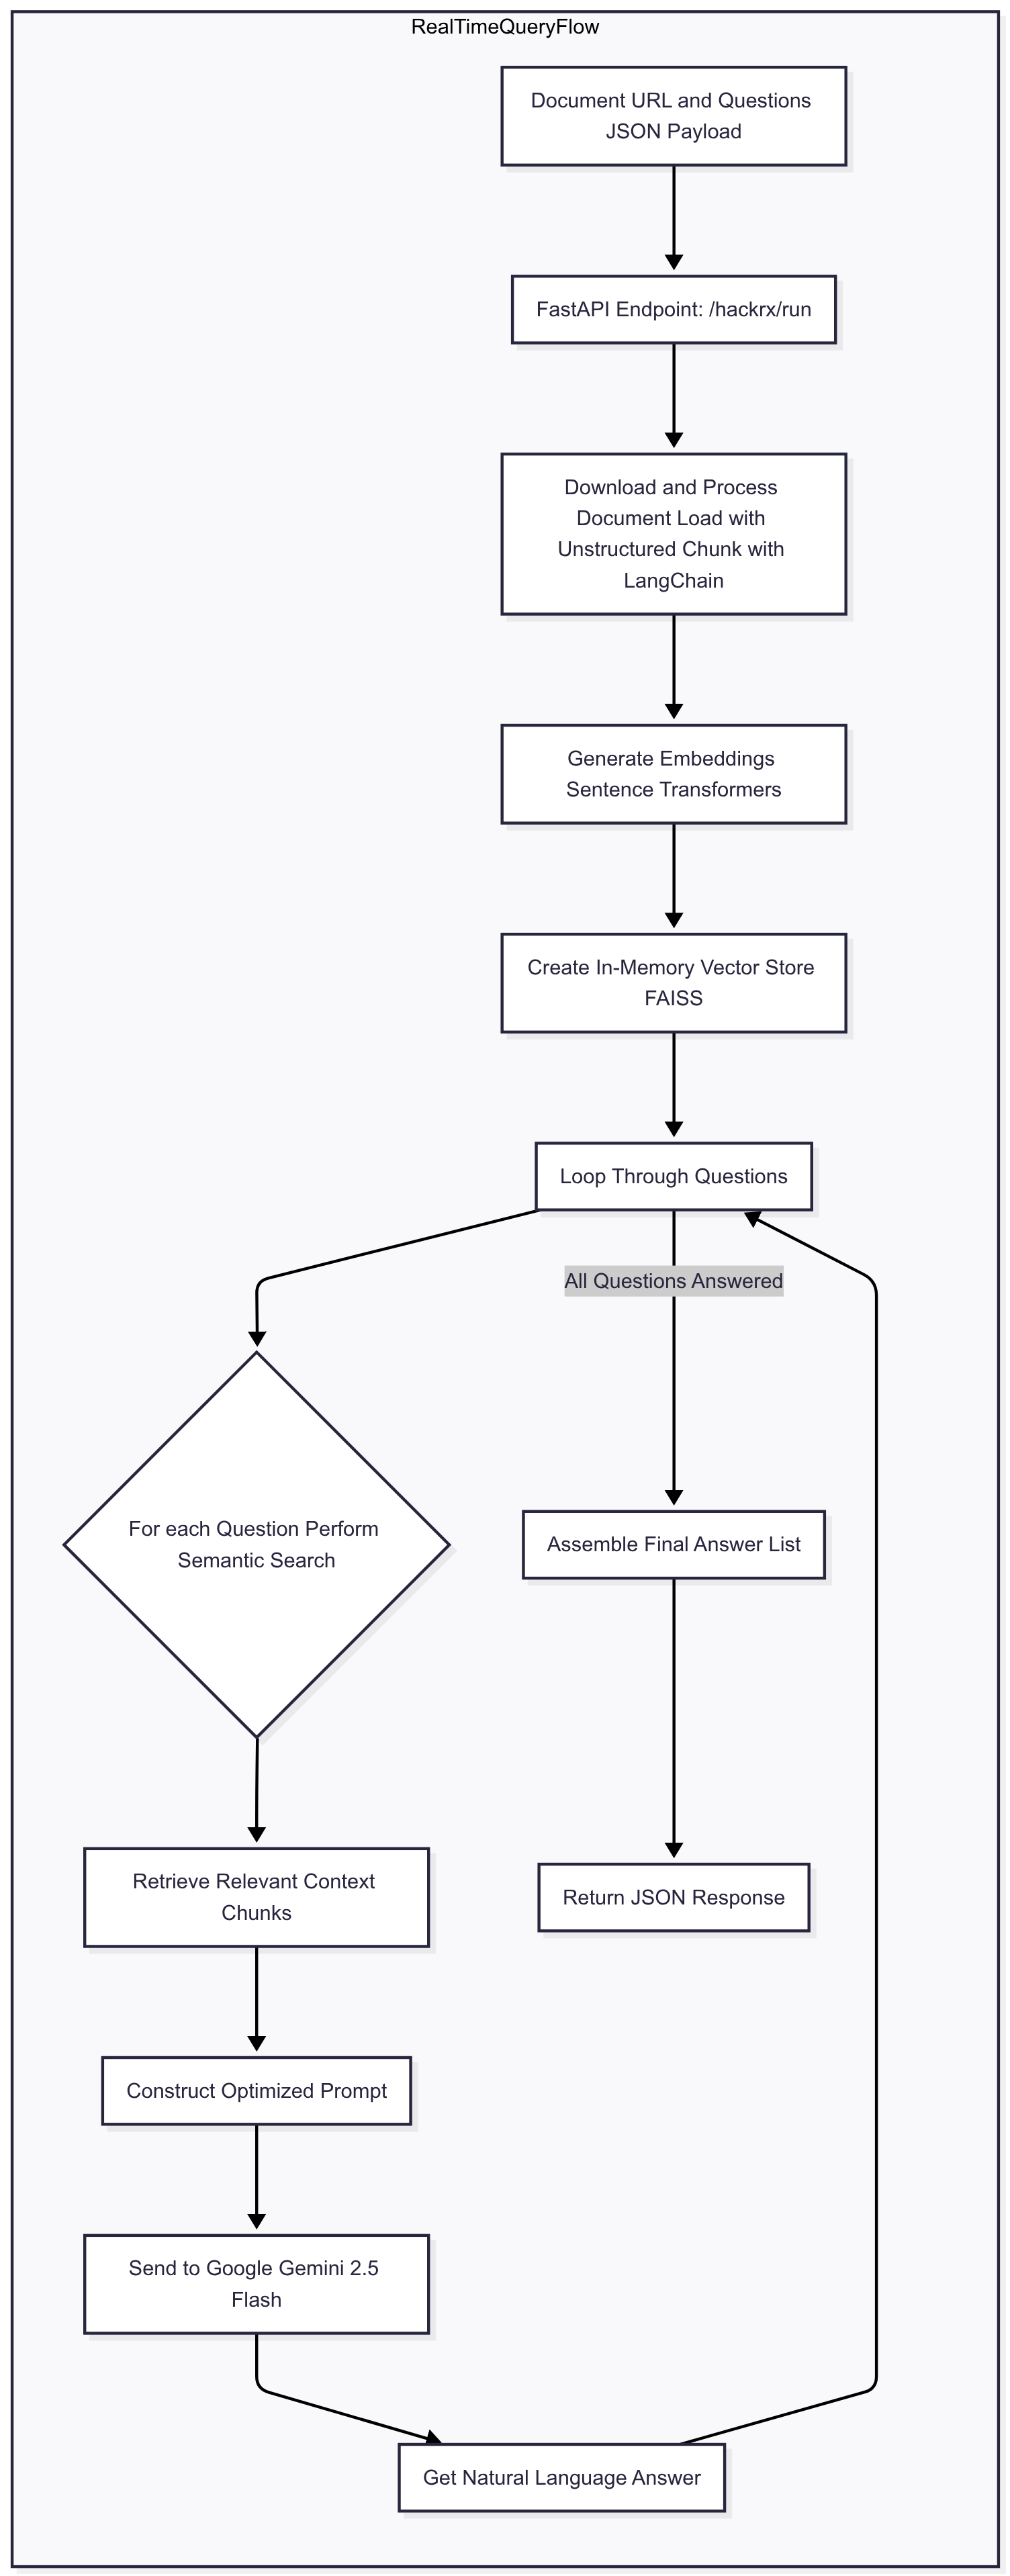 RealTimeQueryFlow
Document URL and Questions
JSON Payload
FastAPI Endpoint: /hackrx/run
Download and Process
Document Load with
Unstructured Chunk with
LangChain
Generate Embeddings
Sentence Transformers
Create In-Memory Vector Store
FAISS
Loop Through Questions
All Questions Answered
For each Question Perform
Semantic Search
Assemble Final Answer List
Retrieve Relevant Context
Chunks
Return JSON Response
Construct Optimized Prompt
Send to Google Gemini 2.5
Flash
Get Natural Language Answer